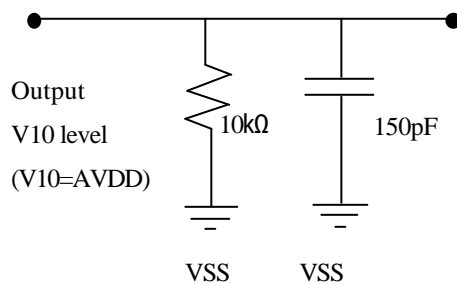 Output
V10 level
(V10=AVDD)
10kΩ
150pF
VSS
VSS